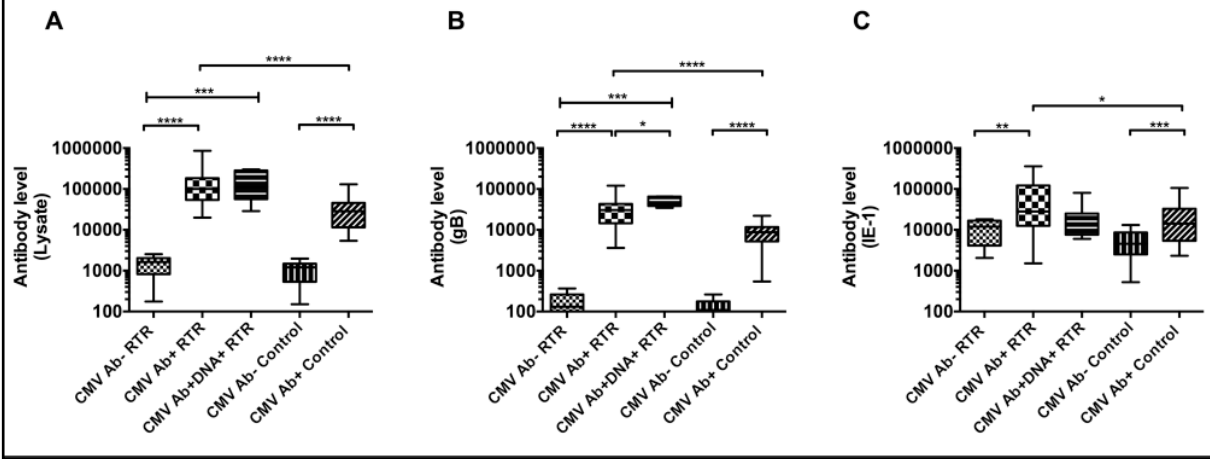 A
B
C
****
***
****
****
1000000
100000
10000
1000
100
Antibody level
(Lysate)
CMV Ab- RTR
CMV Ab+ RTR
CMV Ab+DNA+ RTR
CMV Ab- Control
CMV Ab+ Control
****
***
****
*
****
1000000
100000
10000
1000
100
Antibody level
(gB)
CMV Ab- RTR
CMV Ab+ RTR
CMV Ab+DNA+ RTR
CMV Ab- Control
CMV Ab+ Control
*
**
***
1000000
100000
10000
1000
100
Antibody level
(IE-1)
CMV Ab- RTR
CMV Ab+ RTR
CMV Ab+DNA+ RTR
CMV Ab- Control
CMV Ab+ Control